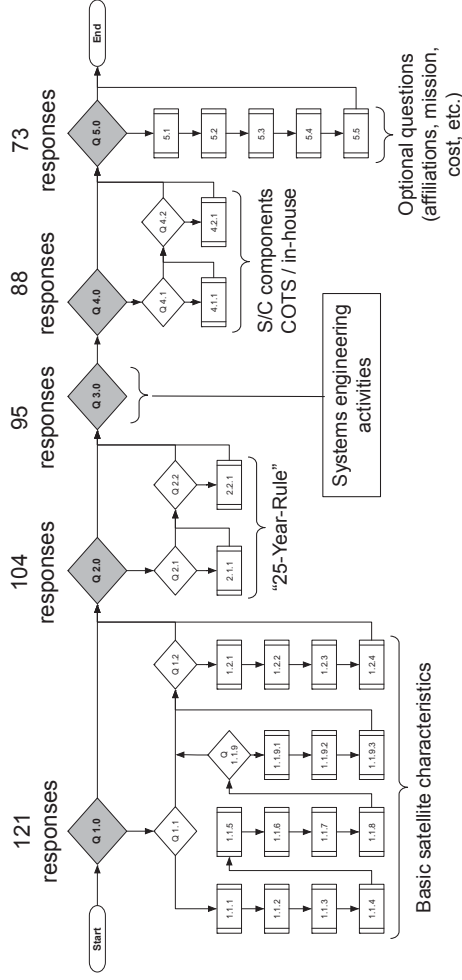 Start
121
responses
Q 1.0
Q 1.1
1.1.1
1.1.2
1.1.3
1.1.4
1.1.5
1.1.6
1.1.7
1.1.8
Q
1.1.9
1.1.9.1
1.1.9.2
1.1.9.3
Q 1.2
1.2.1
1.2.2
1.2.3
1.2.4
Basic satellite characteristics
104
responses
Q 2.0
Q 2.1
2.1.1
Q 2.2
2.2.1
“25-Year-Rule”
95
responses
Q 3.0
Systems engineering
activities
88
responses
Q 4.0
Q 4.1
4.1.1
Q 4.2
4.2.1
S/C components
COTS / in-house
73
responses
Q 5.0
5.1
5.2
5.3
5.4
5.5
Optional questions
(affiliations, mission,
cost, etc.)
End